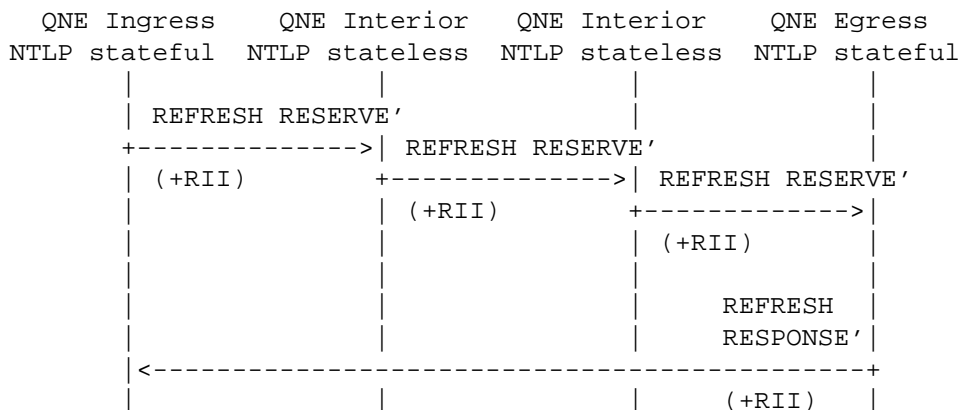 QNE Ingress QNE Interior QNE Interior QNE Egress
NTLP stateful NTLP stateless NTLP stateless NTLP stateful
REFRESH RESERVE'
REFRESH RESERVE'
(+RII) REFRESH RESERVE'
(+RII)
(+RII)
REFRESH
RESPONSE'
(+RII)